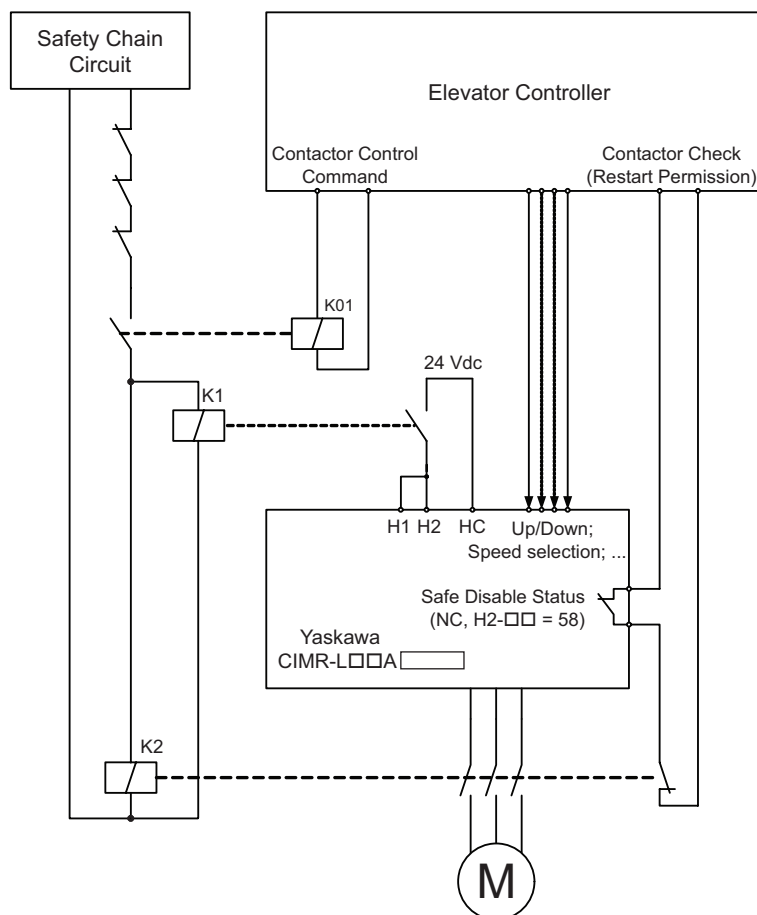 Safety Chain
Circuit
Elevator Controller
Contactor Control
Command
Contactor Check
(Restart Permission)
K01
24 Vdc
K1
H1 H2 HC Up/Down;
Speed selection; ...
Safe Disable Status
(NC, H2-□□ = 58)
Yaskawa
CIMR-L□□A
K2
M